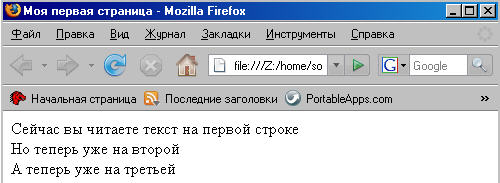 Моя первая страница - Mozilla Firefox
Файл Правка Вид Журнал Закладки Инструменты Справка
file:///Z:/home/so G Google
Начальная страница Последние заголовки PortableApps.com »
Сейчас вы читаете текст на первой строке
Но теперь уже на второй
А теперь уже на третьей